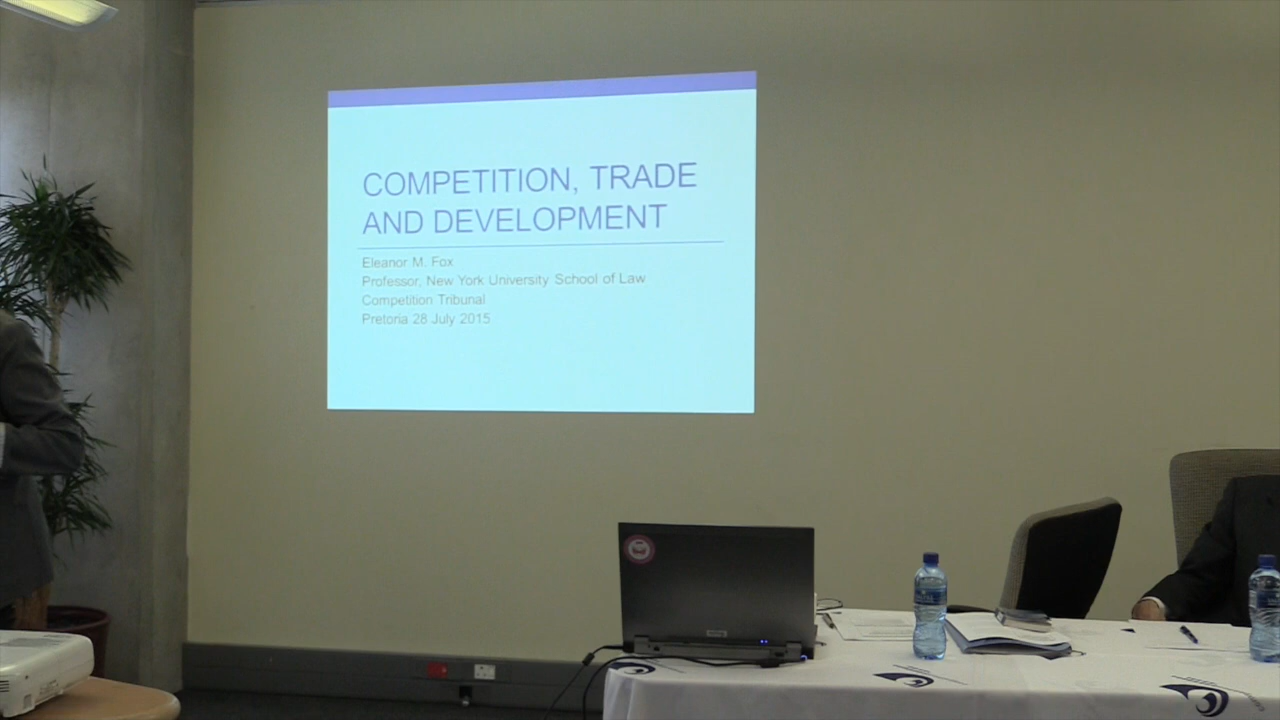 COMPETITION, TRADE
AND DEVELOPMENT
Eleanor M. Fox
Professor, New York University School of Law
Competition Tribunal
Pretoria 28 July 2015